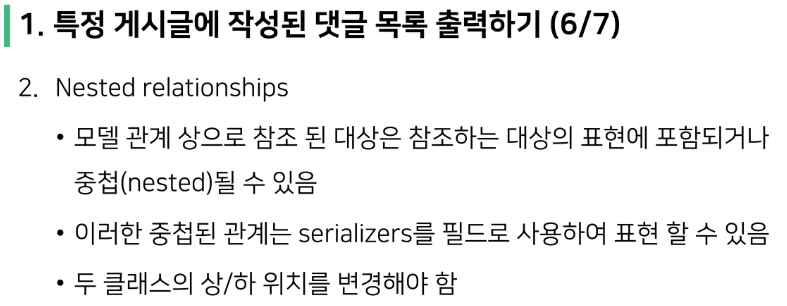 1. 특정 게시글에 작성된 댓글 목록 출력하기 (6/7)
2. Nested relationships
• 모델 관계 상으로 참조 된 대상은 참조하는 대상의 표현에 포함되거나
중첩(nested)될 수 있음
• 이러한 중첩된 관계는 serializers를 필드로 사용하여 표현 할 수 있음
• 두 클래스의 상/하 위치를 변경해야 함